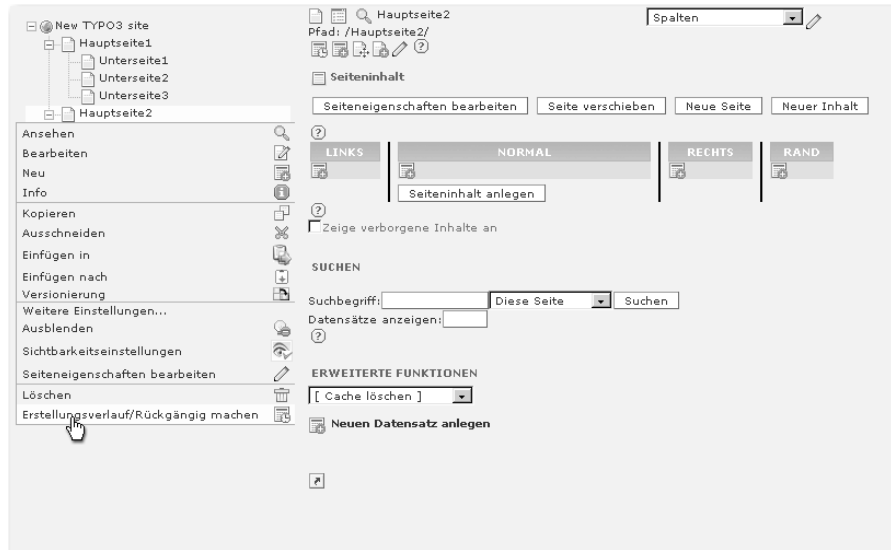 New TYPO3 site
Hauptseite1
Unterseite1
Unterseite2
Unterseite3
Hauptseite2
Ansehen
Bearbeiten
Neu
Info
Kopieren
Ausschneiden
Einfügen in
Einfügen nach
Versionierung
Weitere Einstellungen...
Ausblenden
Sichtbarkeitseinstellungen
Seiteneigenschaften bearbeiten
Löschen
Erstellungsverlauf/Rückgängig machen
Hauptseite2
Spalten
Pfad: /Hauptseite2/
Seiteninhalt
Seiteneigenschaften bearbeiten Seite verschieben Neue Seite Neuer Inhalt
LINKS NORMAL RECHTS RAND
Seiteninhalt anlegen
Zeige verborgene Inhalte an
SUCHEN
Suchbegriff: Diese Seite Suchen
Datensätze anzeigen:
ERWEITERTE FUNKTIONEN
[ Cache löschen ]
Neuen Datensatz anlegen